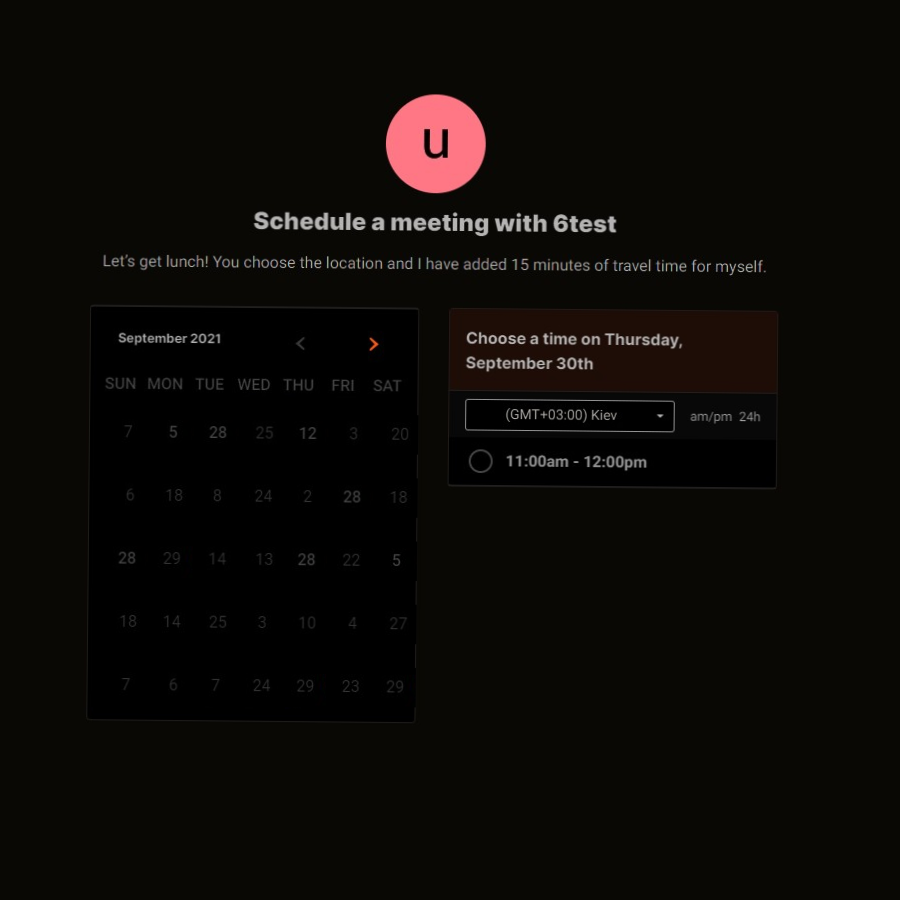 u
Schedule a meeting with 6test
Let's get lunch! You choose the location and I have added 15 minutes of travel time for myself.
September 2021
SUN MON TUE WED THU FRI SAT
7 5 28 25 12 3 20
6 18 8 24 2 28 18
28 29 14 13 28 22 5
18 14 25 3 10 4 27
7 6 7 24 29 23 29
Choose a time on Thursday,
September 30th
(GMT+03:00) Kiev am/pm 24h
11:00am - 12:00pm